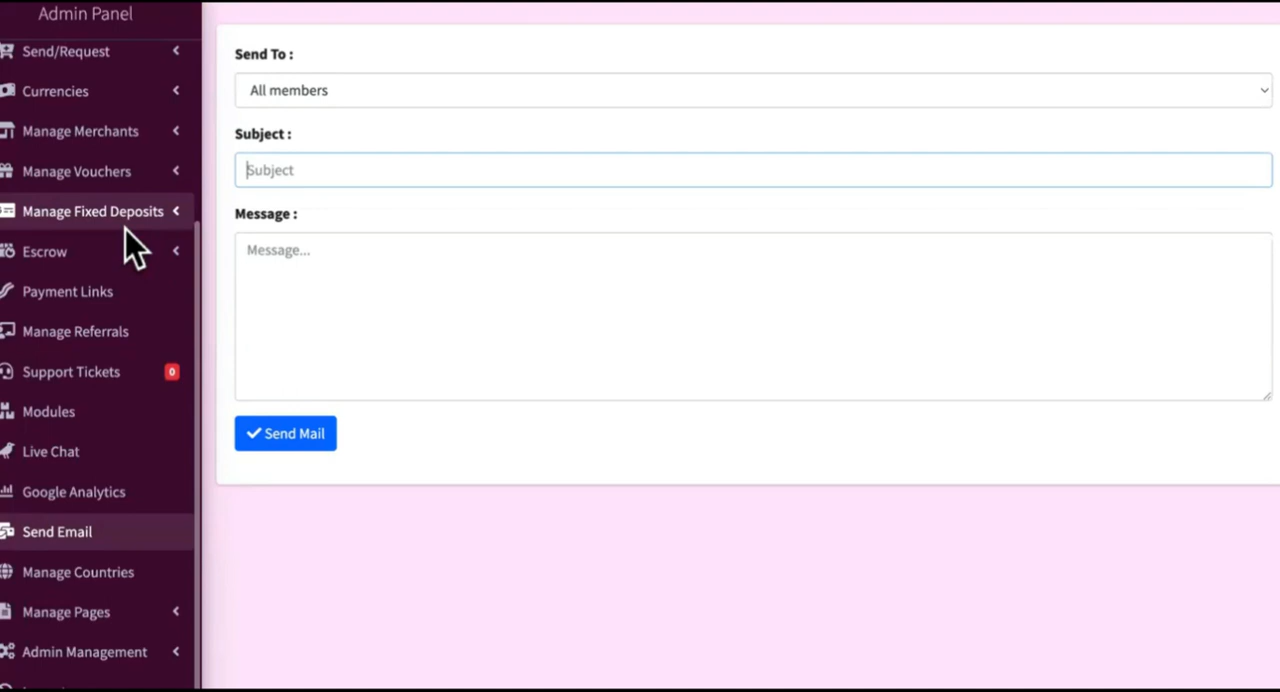 Admin Panel
Send/Request
Currencies
Manage Merchants
Manage Vouchers
Manage Fixed Deposits
Escrow
Payment Links
Manage Referrals
Support Tickets 0
Modules
Live Chat
Google Analytics
Send Email
Manage Countries
Manage Pages
Admin Management
Send To :
All members
Subject :
Subject
Message :
Message...
Send Mail